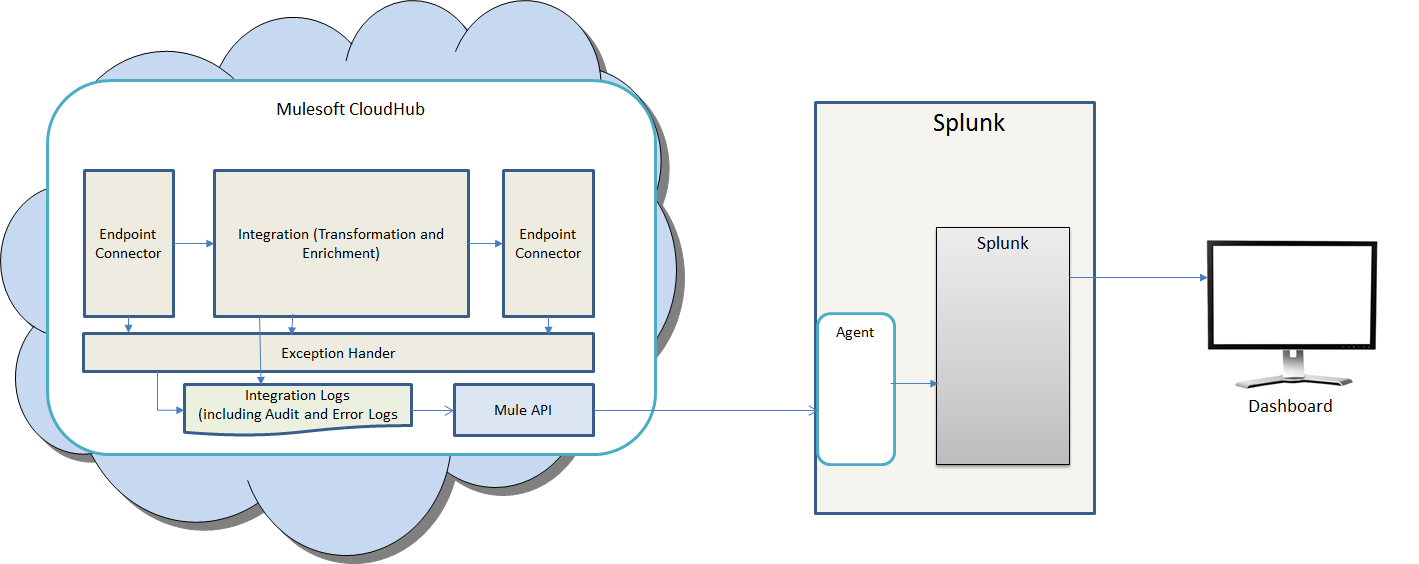 Mulesoft CloudHub
Endpoint
Connector
Integration (Transformation and
Enrichment)
Endpoint
Connector
Exception Hander
Integration Logs
(including Audit and Error Logs
Mule API
Splunk
Splunk
Agent
Dashboard